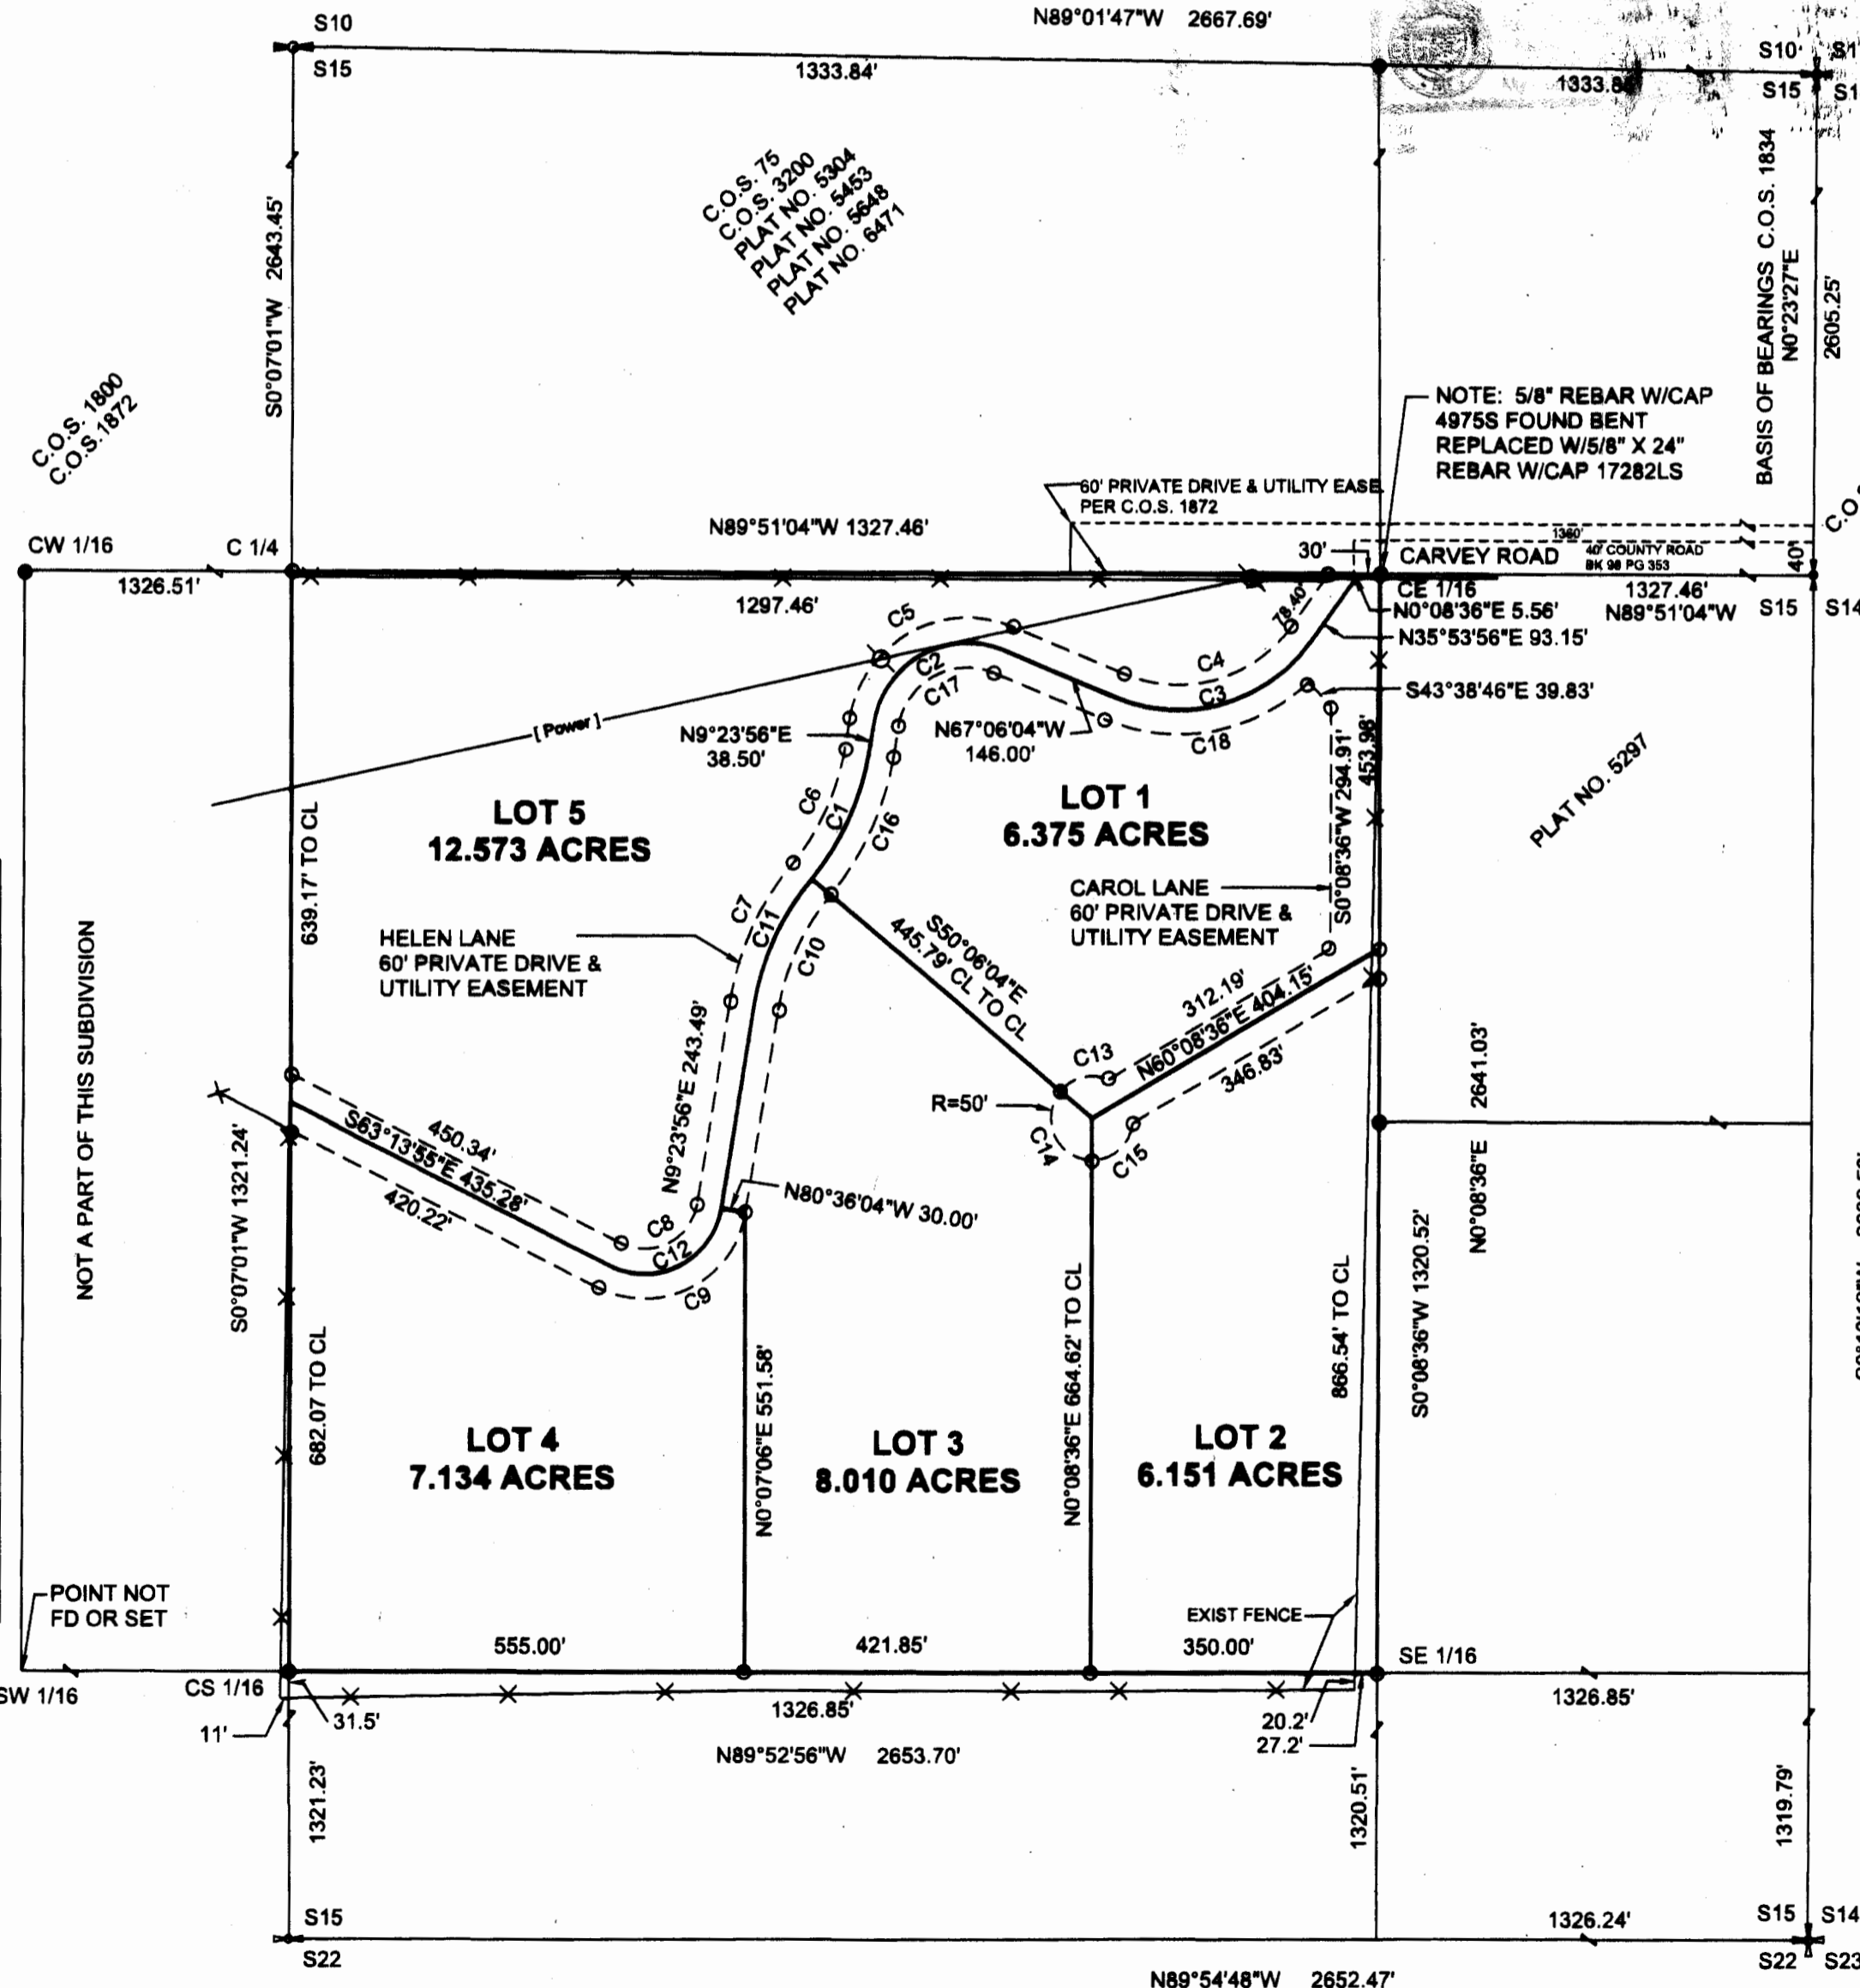 N89°01'47"W 2667.69'
S10
S15
1333.84'
S10
S15
BASIS OF BEARINGS C.O.S. 1834
N0°23'27"E
2605.25'
S0°07'01"W 2643.45'
C.O.S. 75
C.O.S. 3200
PLAT NO. 5304
PLAT NO. 5453
PLAT NO. 5648
PLAT NO. 6471
C.O.S. 1800
C.O.S.1872
NOTE: 5/8" REBAR W/CAP
4975S FOUND BENT
REPLACED W/5/8" X 24"
REBAR W/CAP 17282LS
60' PRIVATE DRIVE & UTILITY EASE.
PER C.O.S. 1872
N89°51'04"W 1327.46'
1360'
CW 1/16
C 1/4
30'
CARVEY ROAD
40' COUNTY ROAD
BK 98 PG 353
40'
1326.51'
1297.46'
CE 1/16
1327.46'
N89°51'04"W
S15
S14
N0°08'36"E 5.56'
N35°53'56"E 93.15'
78.40'
C5
C2
C17
C4
C3
C18
S43°38'46"E 39.83'
[ Power ]
N9°23'56"E
38.50'
N67°06'04"W
146.00'
S0°08'36"W 294.91'
453.98'
PLAT NO. 5297
LOT 5
12.573 ACRES
LOT 1
6.375 ACRES
C6
C1
C16
639.17' TO CL
CAROL LANE
60' PRIVATE DRIVE &
UTILITY EASEMENT
HELEN LANE
60' PRIVATE DRIVE &
UTILITY EASEMENT
C7
C11
C10
S50°06'04"E
445.79' CL TO CL
312.19'
N60°08'36"E 404.15'
346.83'
C13
R=50'
C14
C15
NOT A PART OF THIS SUBDIVISION
N9°23'56"E 243.49'
450.34'
S63°13'55"E 435.28'
420.22'
S0°07'01"W 1321.24'
N80°36'04"W 30.00'
C8
C12
C9
N0°08'36"E 2641.03'
S0°08'36"W 1320.52'
866.54' TO CL
N0°08'36"E 664.62' TO CL
N0°07'06"E 551.58'
682.07 TO CL
LOT 4
7.134 ACRES
LOT 3
8.010 ACRES
LOT 2
6.151 ACRES
POINT NOT
FD OR SET
EXIST FENCE
555.00'
421.85'
350.00'
SE 1/16
SW 1/16
CS 1/16
11'
31.5'
1326.85'
20.2'
27.2'
1326.85'
N89°52'56"W 2653.70'
1321.23'
1320.51'
1319.79'
S15
S22
1326.24'
S15
S14
S22
S23
N89°54'48"W 2652.47'